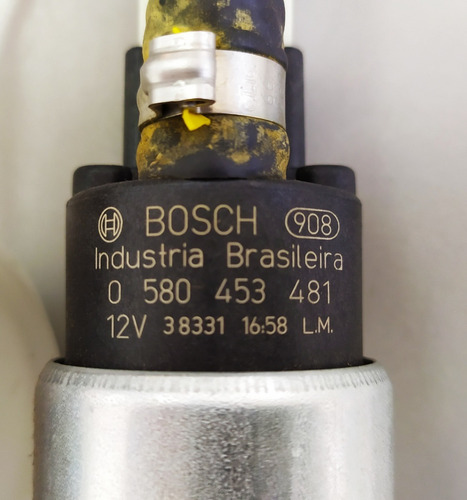 BOSCH 908
Industria Brasileira
0 580 453 481
12V 38331 16:58 L.M.